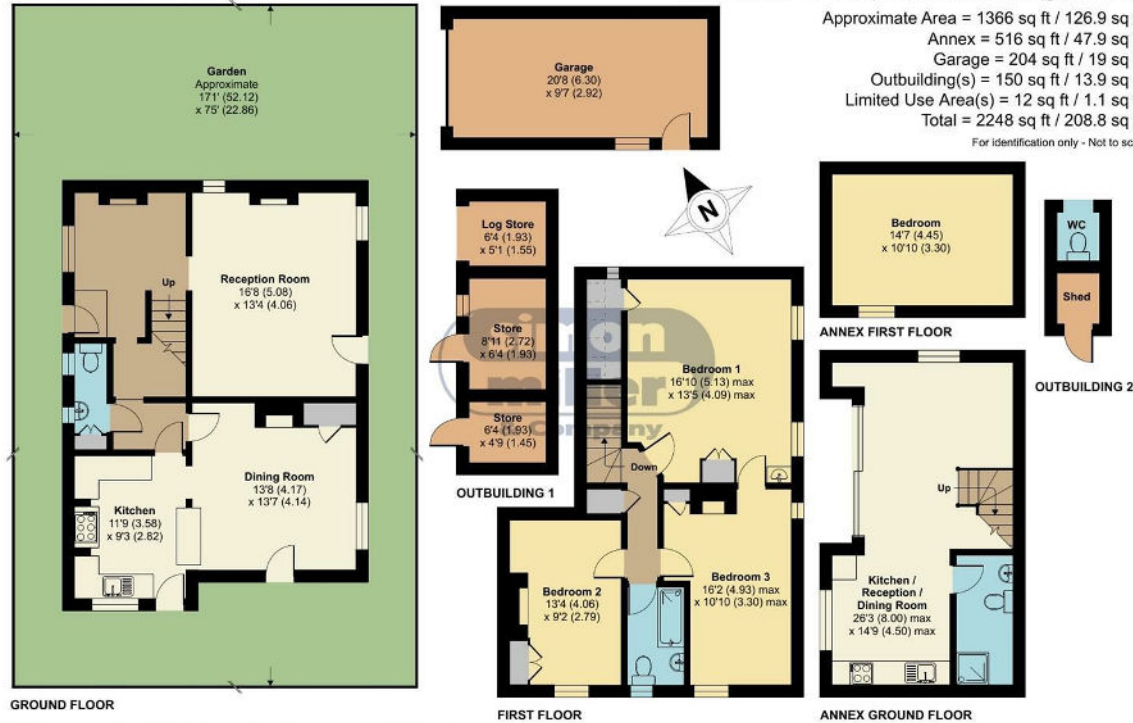 Approximate Area = 1366 sq ft / 126.9 sq
Annex = 516 sq ft / 47.9 sq
Garage = 204 sq ft / 19 sq
Outbuilding(s) = 150 sq ft / 13.9 sq
Limited Use Area(s) = 12 sq ft / 1.1 sq
Total = 2248 sq ft / 208.8 sq
For identification only - Not to sc
Garden
Approximate
171' (52.12)
x 75' (22.86)
Reception Room
16'8 (5.08)
x 13'4 (4.06)
Up
Dining Room
13'8 (4.17)
x 13'7 (4.14)
Kitchen
11'9 (3.58)
x 9'3 (2.82)
GROUND FLOOR
Garage
20'8 (6.30)
x 9'7 (2.92)
N
Log Store
6'4 (1.93)
x 5'1 (1.55)
Store
8'11 (2.72)
x 6'4 (1.93)
Store
6'4 (1.93)
x 4'9 (1.45)
OUTBUILDING 1
simon
miller
& Company
Bedroom 1
16'10 (5.13) max
x 13'5 (4.09) max
Down
Bedroom 2
13'4 (4.06)
x 9'2 (2.79)
Bedroom 3
16'2 (4.93) max
x 10'10 (3.30) max
FIRST FLOOR
Bedroom
14'7 (4.45)
x 10'10 (3.30)
ANNEX FIRST FLOOR
WC
Shed
OUTBUILDING 2
Up
Kitchen /
Reception /
Dining Room
26'3 (8.00) max
x 14'9 (4.50) max
ANNEX GROUND FLOOR